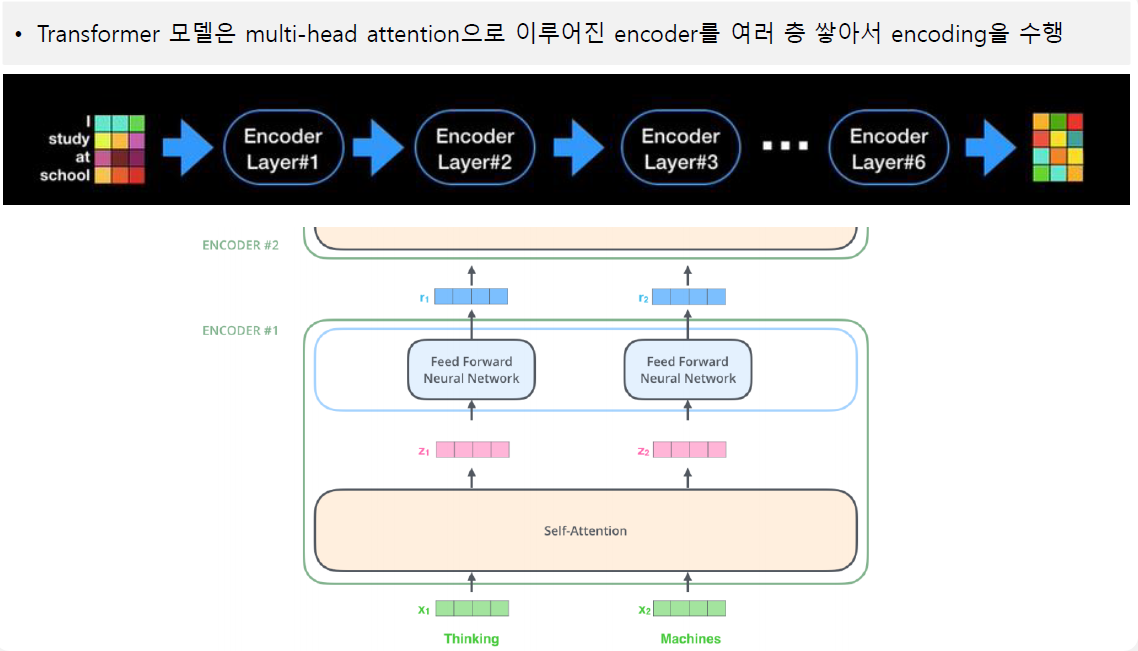 • Transformer 모델은 multi-head attention으로 이루어진 encoder를 여러 층 쌓아서 encoding을 수행
I
study
at
school
Encoder
Layer#1
Encoder
Layer#2
Encoder
Layer#3
Encoder
Layer#6
ENCODER #2
r₁
r₂
ENCODER #1
Feed Forward
Neural Network
Feed Forward
Neural Network
z₁
z₂
Self-Attention
x₁
x₂
Thinking
Machines